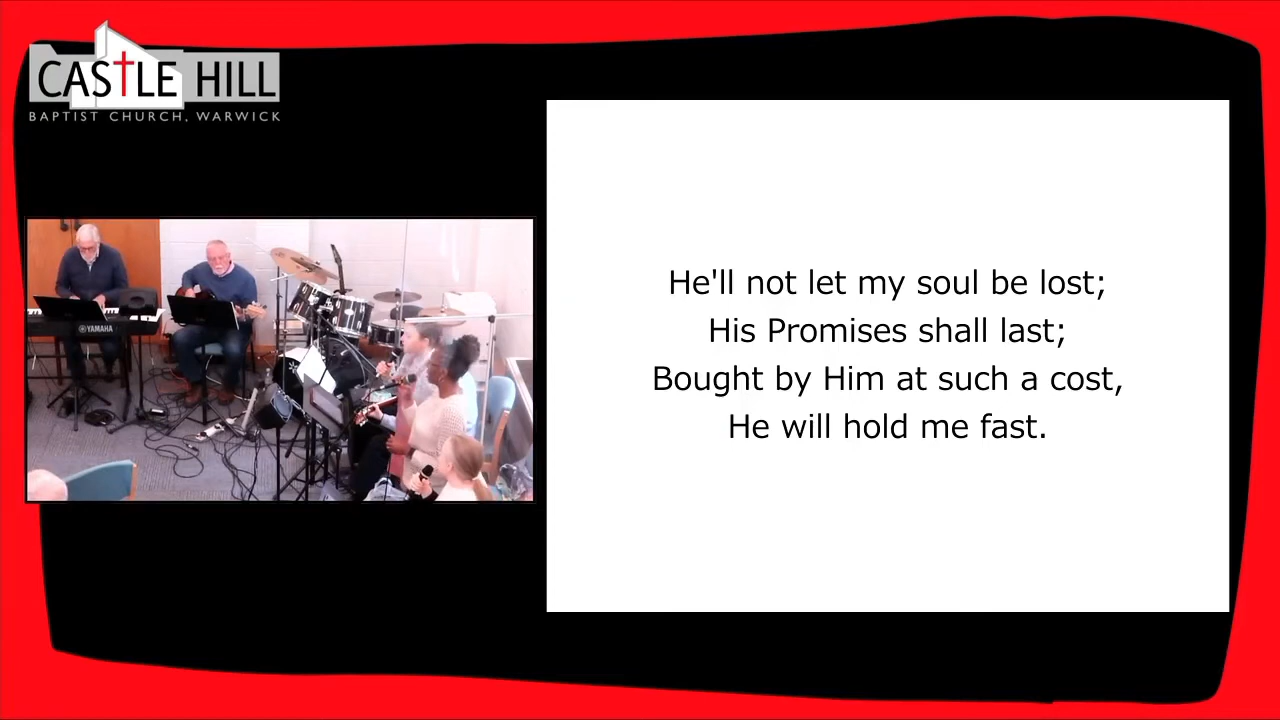 CASTLE HILL
BAPTIST CHURCH, WARWICK
YAMAHA
He'll not let my soul be lost;
His Promises shall last;
Bought by Him at such a cost,
He will hold me fast.